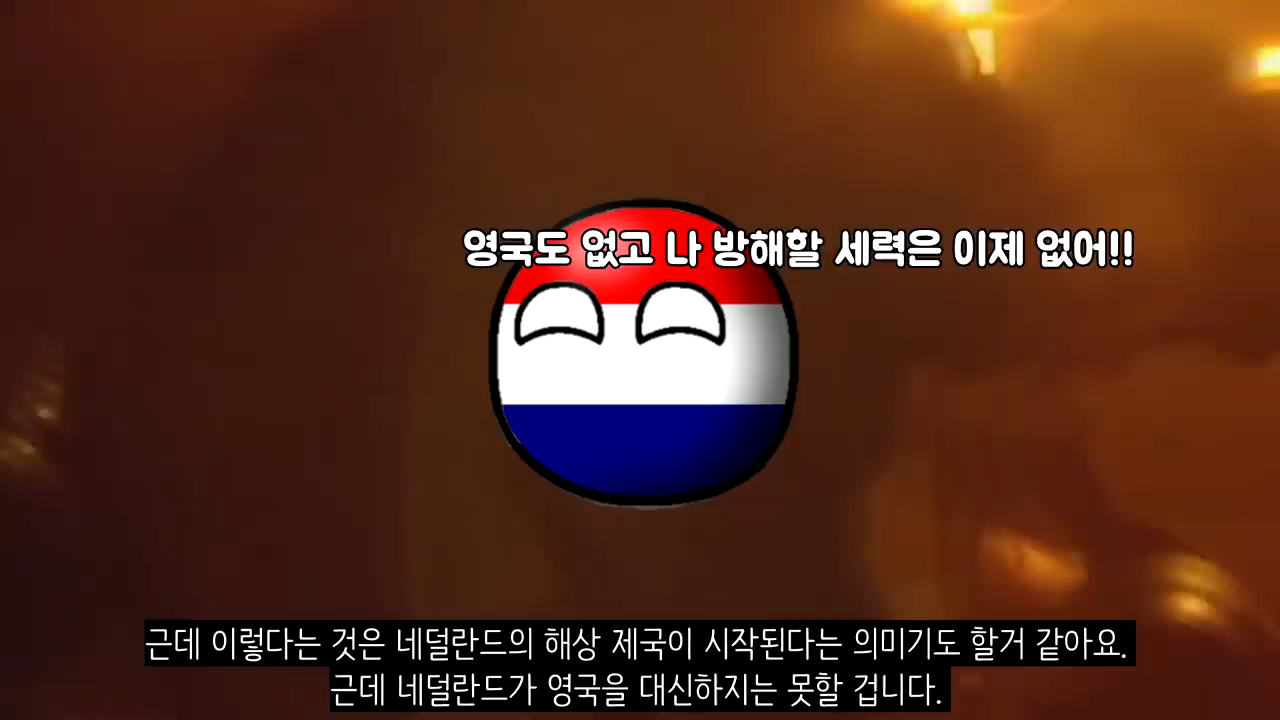 영국도 없고 나 방해할 세력은 이제 없어!!
근데 이렇다는 것은 네덜란드의 해상 제국이 시작된다는 의미기도 할거 같아요.
근데 네덜란드가 영국을 대신하지는 못할 겁니다.